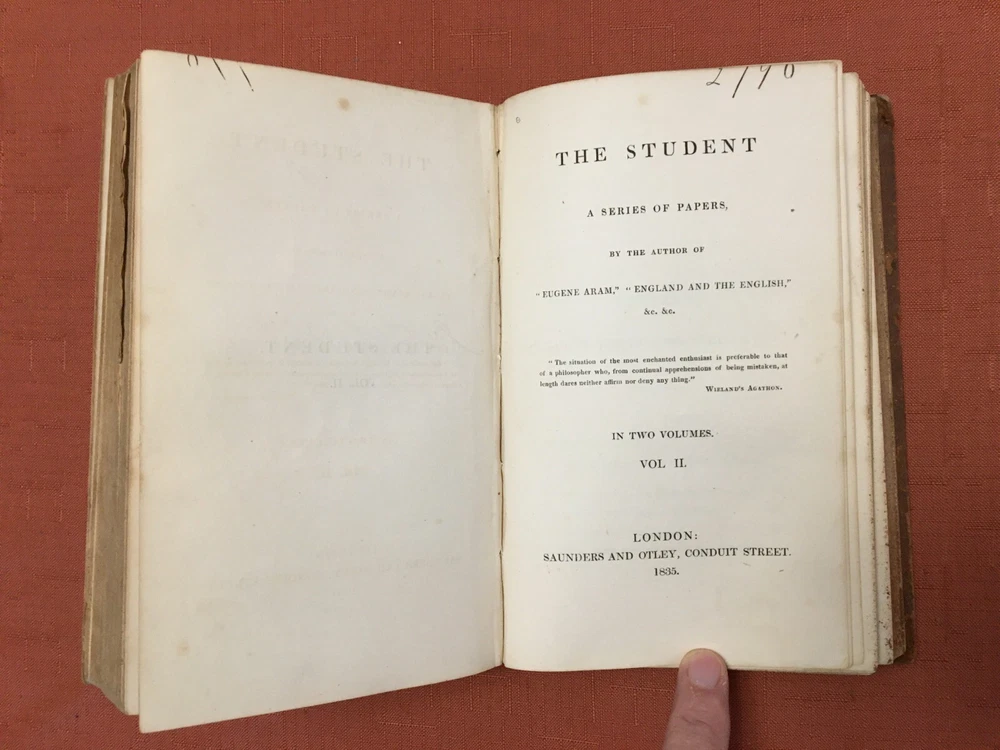 2/90
THE STUDENT
A SERIES OF PAPERS,
BY THE AUTHOR OF
"EUGENE ARAM," "ENGLAND AND THE ENGLISH,"
&c. &c.
"The situation of the most enchanted enthusiast is preferable to that
of a philosopher who, from continual apprehensions of being mistaken, at
length dares neither affirm nor deny any thing."
WIELAND'S AGATHON.
IN TWO VOLUMES.
VOL II.
LONDON:
SAUNDERS AND OTLEY, CONDUIT STREET.
1835.